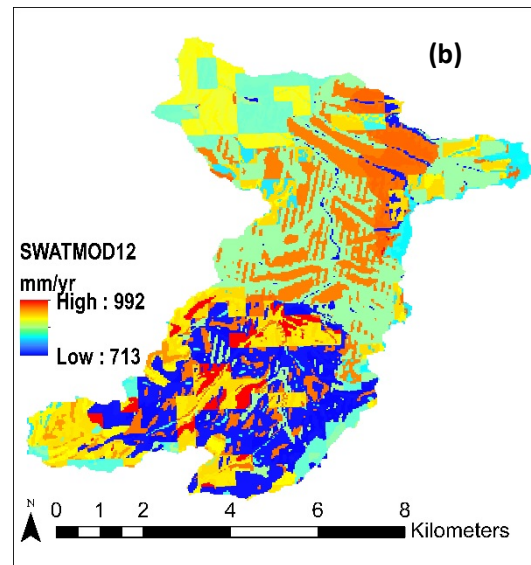 (b)
SWATMOD12
mm/yr
High : 992
Low : 713
N
0 1 2 4 6 8
Kilometers